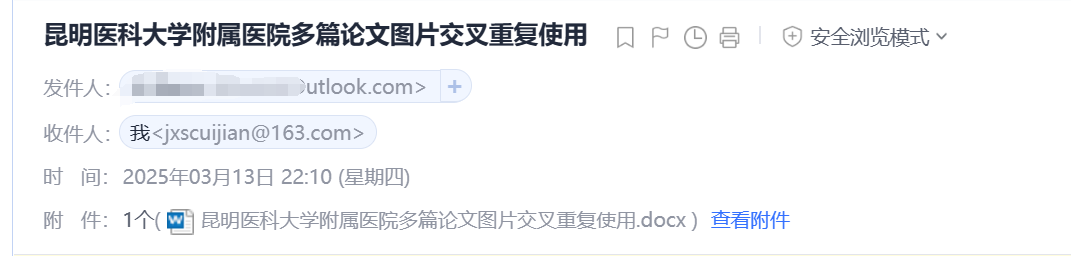 昆明医科大学附属医院多篇论文图片交叉重复使用 安全浏览模式
发件人： utlook.com>
收件人： 我<jxscuijian@163.com>
时 间： 2025年03月13日 22:10 (星期四)
附 件： 1个( 昆明医科大学附属医院多篇论文图片交叉重复使用.docx ) 查看附件